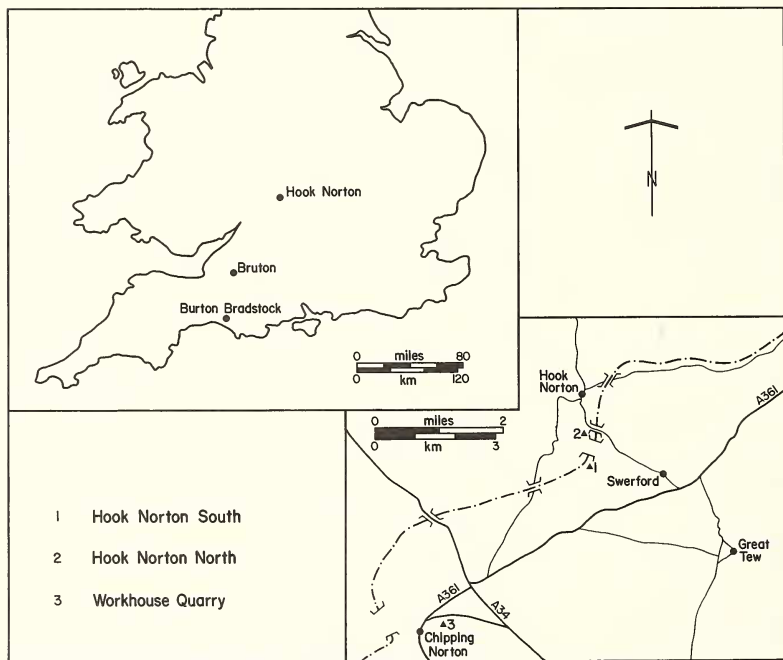 Hook Norton
Bruton
Burton Bradstock
0 miles 80
0 km 120
N
0 miles 2
0 km 3
Hook
Norton
A361
2
1
Swerford
Great
Tew
A361
A34
3
Chipping
Norton
1 Hook Norton South
2 Hook Norton North
3 Workhouse Quarry